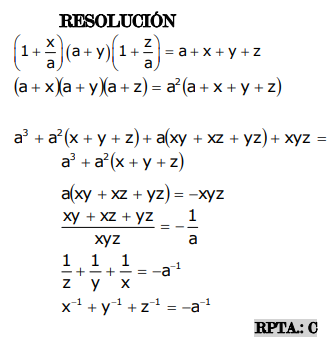 RESOLUCIÓN
(1 + x/a)(a + y)(1 + z/a) = a + x + y + z
(a + x)(a + y)(a + z) = a²(a + x + y + z)
a³ + a²(x + y + z) + a(xy + xz + yz) + xyz =
a³ + a²(x + y + z)
a(xy + xz + yz) = −xyz
(xy + xz + yz)/xyz = −1/a
1/z + 1/y + 1/x = −a⁻¹
x⁻¹ + y⁻¹ + z⁻¹ = −a⁻¹
RPTA.: C